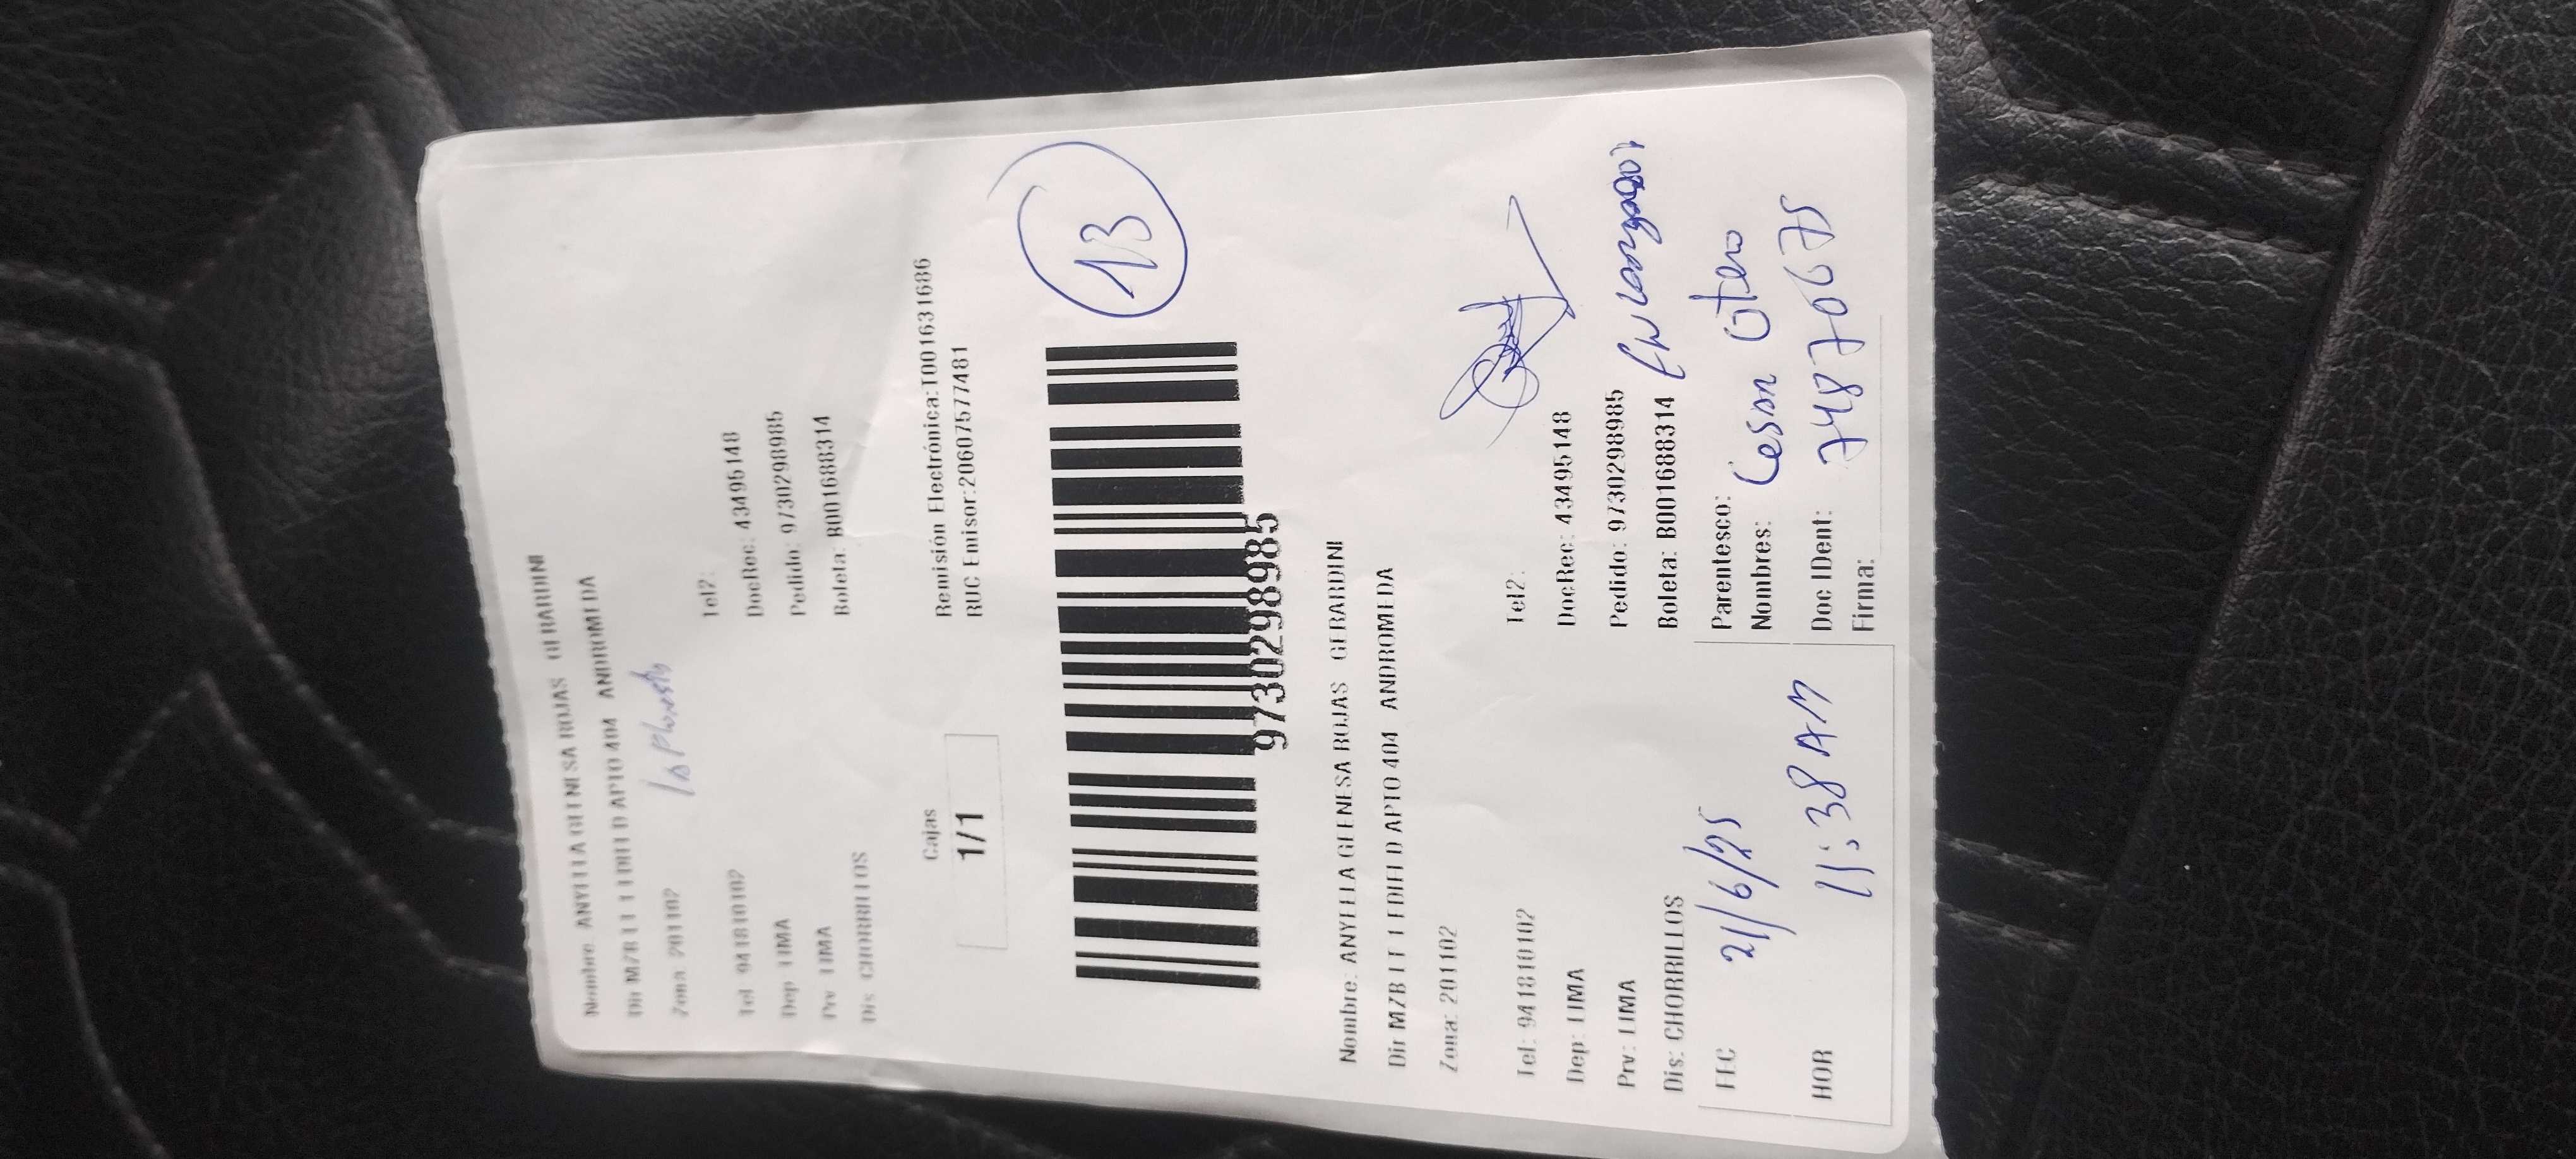 Nombre: ANYELLA GLENESA ROJAS GERARDINI
Dir MZB LT 1 EDIFI D APTO 404 ANDROMEDA
Zona: 201102
Tel: 941810102
Tel2:
Dep: LIMA
DocRec: 43495148
Prv: LIMA
Pedido: 9730298985
Dis: CHORRILLOS
Boleta: B001688314
Cajas
1/1
Remisión Electrónica:T001631686
RUC Emisor:20607577481
13
9730298985
Nombre: ANYELLA GLENESA ROJAS GERARDINI
Dir MZB LT 1 EDIFI D APTO 404 ANDROMEDA
Zona: 201102
Tel: 941810102
Tel2:
Dep: LIMA
DocRec: 43495148
Prv: LIMA
Pedido: 9730298985
Dis: CHORRILLOS
Boleta: B001688314
FEC 21/6/25
Parentesco:
Nombres: Cesar Otero
HOR 11:38 AM
Doc IDent: 74870675
Firma: